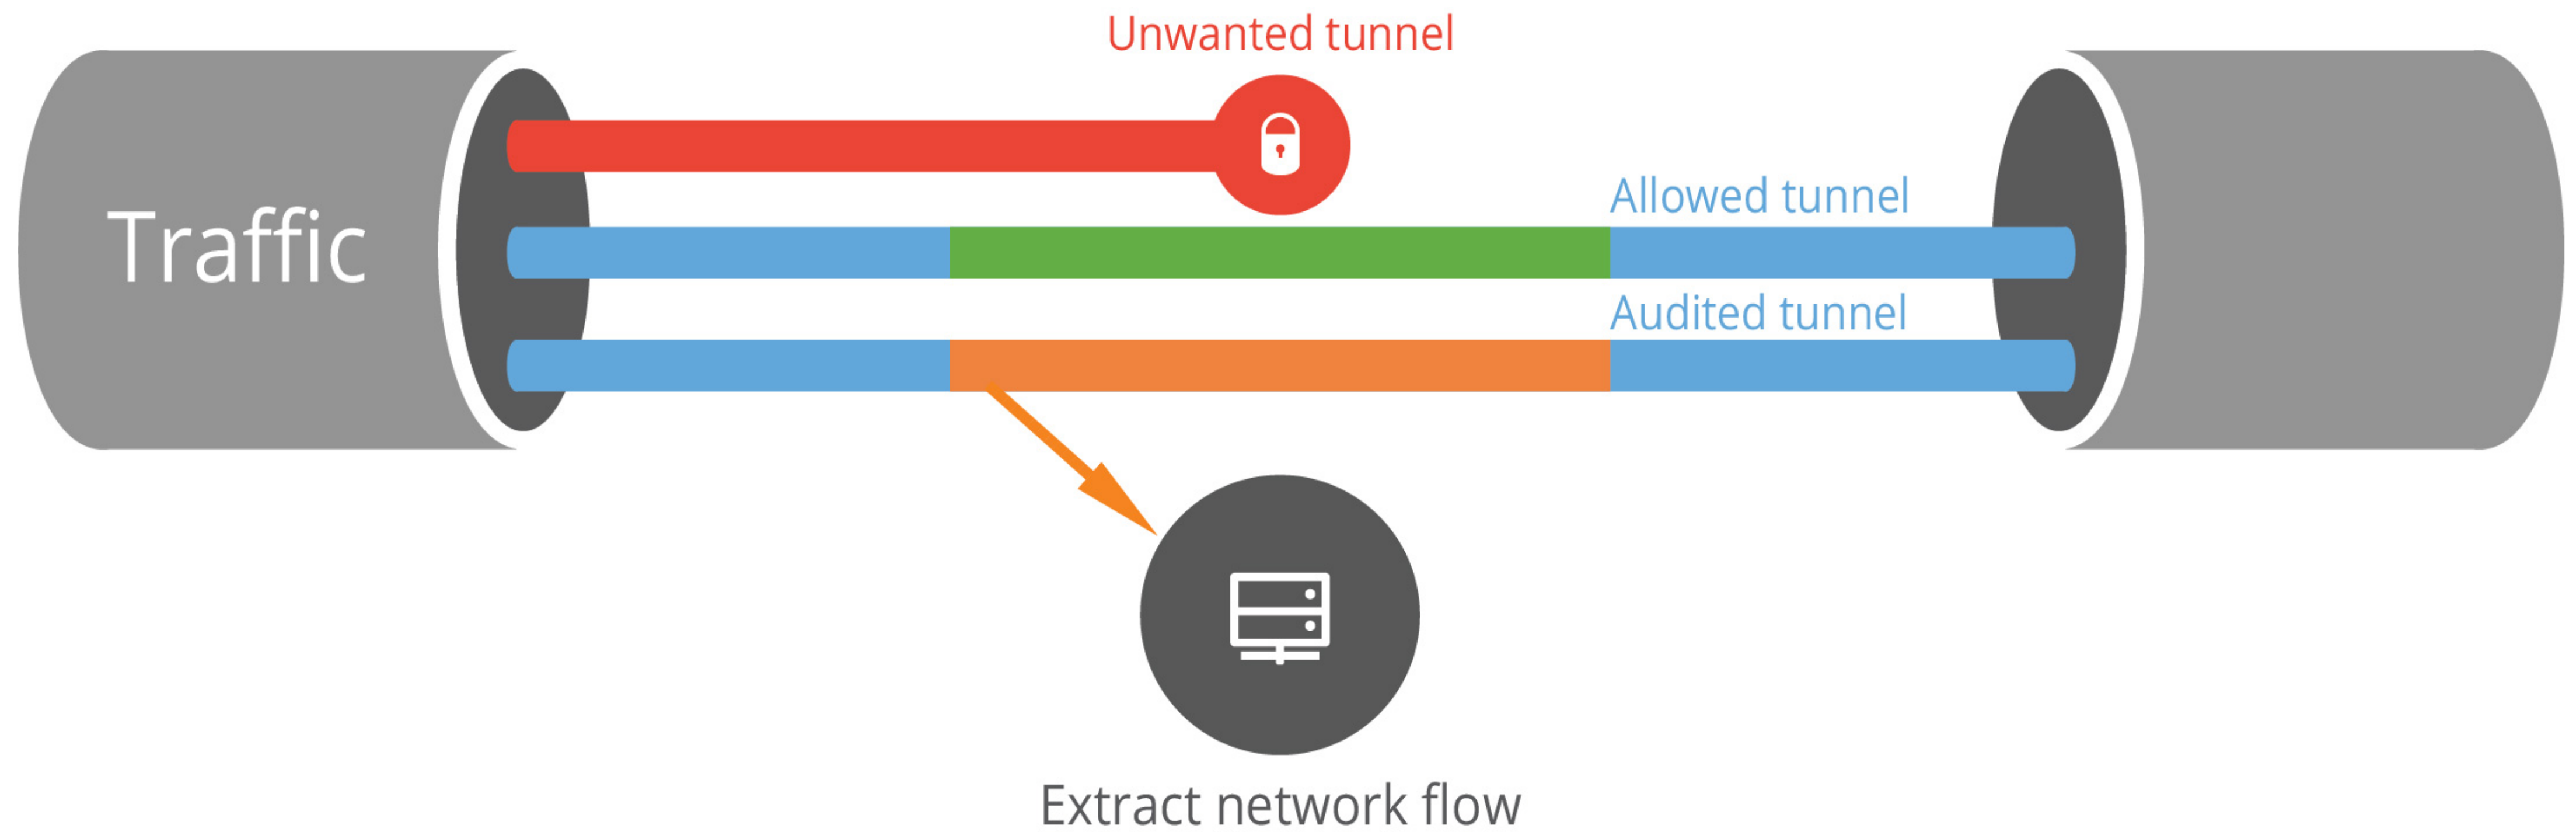 Unwanted tunnel
Traffic
Allowed tunnel
Audited tunnel
Extract network flow